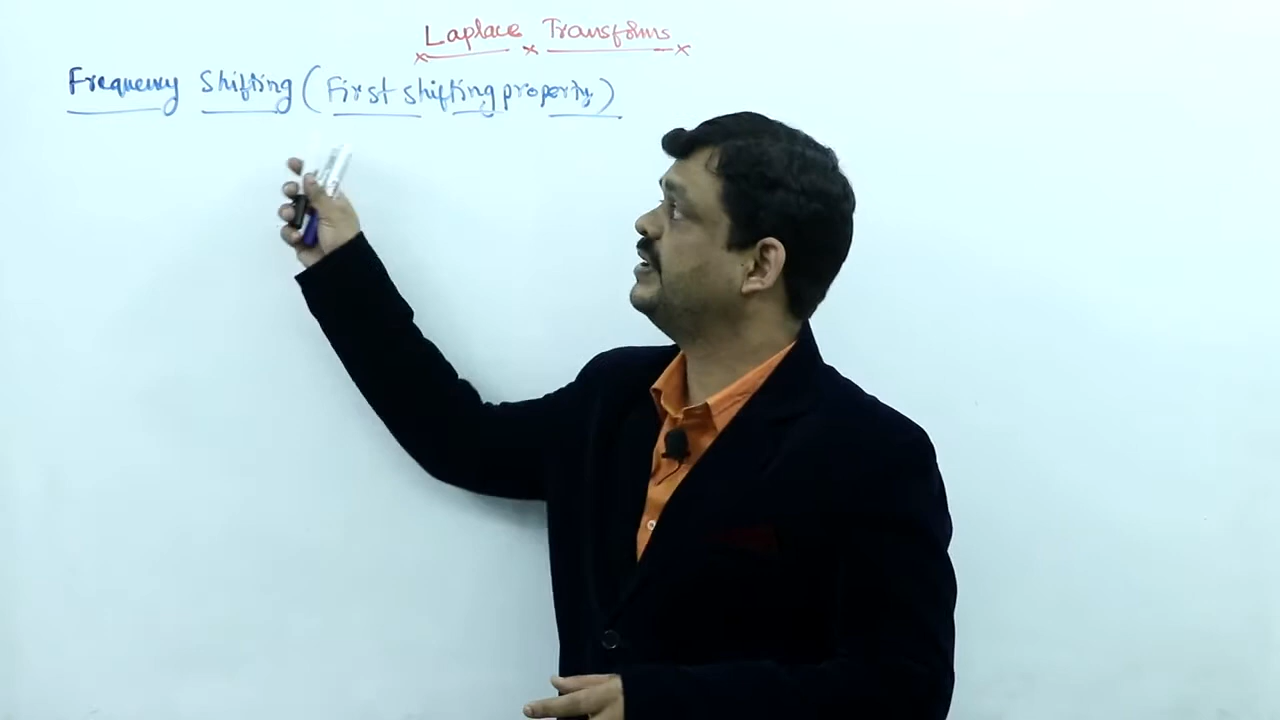 Laplace Transforms
Frequency Shifting (First shifting property)